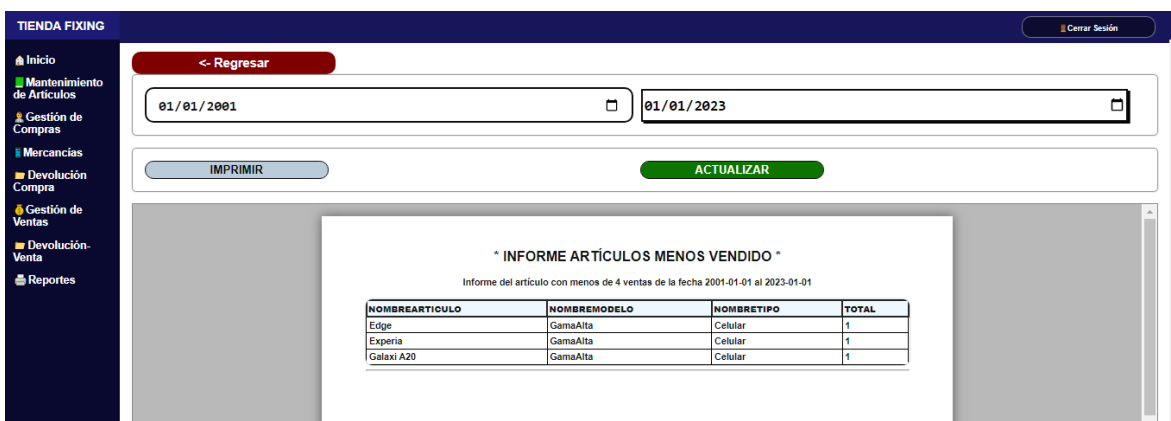 TIENDA FIXING
Cerrar Sesión
Inicio
Mantenimiento
de Artículos
Gestión de
Compras
Mercancías
Devolución
Compra
Gestión de
Ventas
Devolución-
Venta
Reportes
<- Regresar
01/01/2001 01/01/2023
IMPRIMIR ACTUALIZAR
* INFORME ARTÍCULOS MENOS VENDIDO *
Informe del artículo con menos de 4 ventas de la fecha 2001-01-01 al 2023-01-01
NOMBREARTICULO NOMBREMODELO NOMBRETIPO TOTAL
Edge GamaAlta Celular 1
Experia GamaAlta Celular 1
Galaxi A20 GamaAlta Celular 1